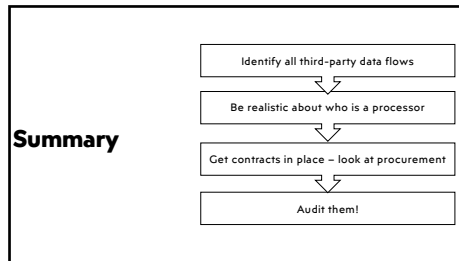 Summary
Identify all third-party data flows
Be realistic about who is a processor
Get contracts in place – look at procurement
Audit them!